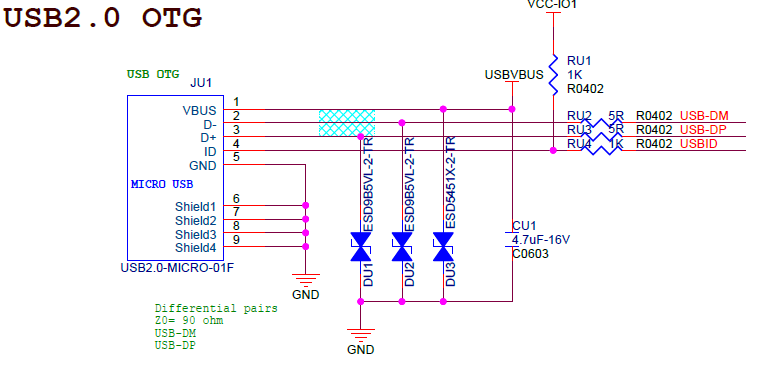 USB2.0 OTG
VCC-IO1
USB OTG
JU1
USBVBUS
RU1
1K
R0402
VBUS 1
D- 2
D+ 3
ID 4
GND 5
RU2 5R R0402 USB-DM
RU3 5R R0402 USB-DP
RU4 1K R0402 USBID
MICRO USB
Shield1 6
Shield2 7
Shield3 8
Shield4 9
USB2.0-MICRO-01F
GND
ESD9B5VL-2-TR
DU1
ESD9B5VL-2-TR
DU2
ESD5451X-2-TR
DU3
CU1
4.7uF-16V
C0603
GND
Differential pairs
Z0= 90 ohm
USB-DM
USB-DP